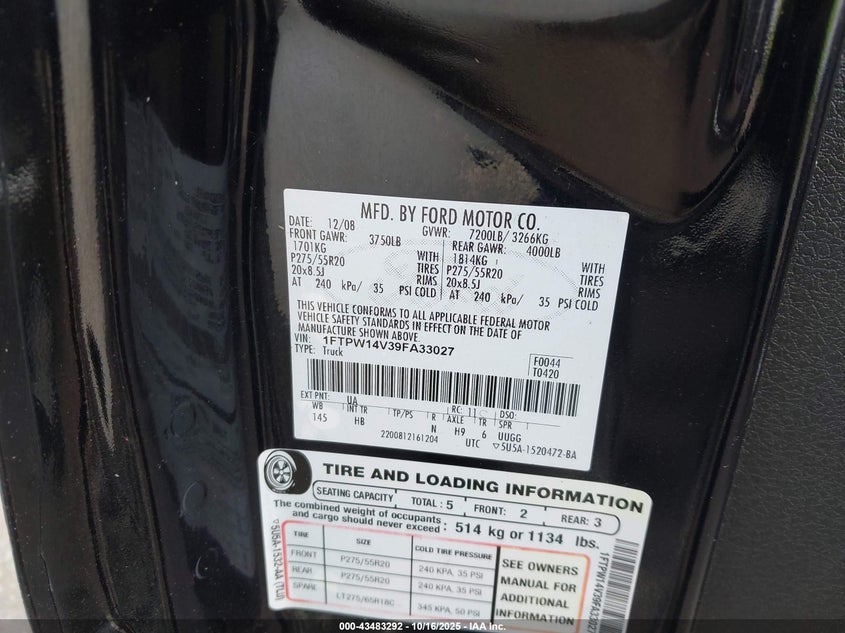 MFD. BY FORD MOTOR CO.
DATE: 12/08 GVWR: 7200LB/ 3266KG
FRONT GAWR: 3750LB REAR GAWR: 4000LB
1701KG WITH 1814KG WITH
P275/55R20 TIRES P275/55R20 TIRES
20x8.5J RIMS 20x8.5J RIMS
AT 240 kPa/ 35 PSI COLD AT 240 kPa/ 35 PSI COLD
THIS VEHICLE CONFORMS TO ALL APPLICABLE FEDERAL MOTOR
VEHICLE SAFETY STANDARDS IN EFFECT ON THE DATE OF
MANUFACTURE SHOWN ABOVE.
VIN: 1FTPW14V39FA33027
TYPE: Truck
F0044
T0420
EXT PNT: UA RC: 11 DSO:
WB INT TR TP/PS R AXLE TR SPR
145 HB N H9 6 UUGG
2200812161204 UTC ▽5U5A-1520472-BA
TIRE AND LOADING INFORMATION
SEATING CAPACITY TOTAL: 5 FRONT: 2 REAR: 3
The combined weight of occupants and cargo should never exceed: 514 kg or 1134 lbs.
TIRE SIZE COLD TIRE PRESSURE
FRONT P275/55R20 240 KPA, 35 PSI
REAR P275/55R20 240 KPA, 35 PSI
SPARE LT275/65R18C 345 KPA, 50 PSI
SEE OWNERS
MANUAL FOR
ADDITIONAL
INFORMATION
▽5U5A-1532-AA (TLU)
1FTPW14V39FA33027
000-43483292 - 10/16/2025 - IAA, Inc.